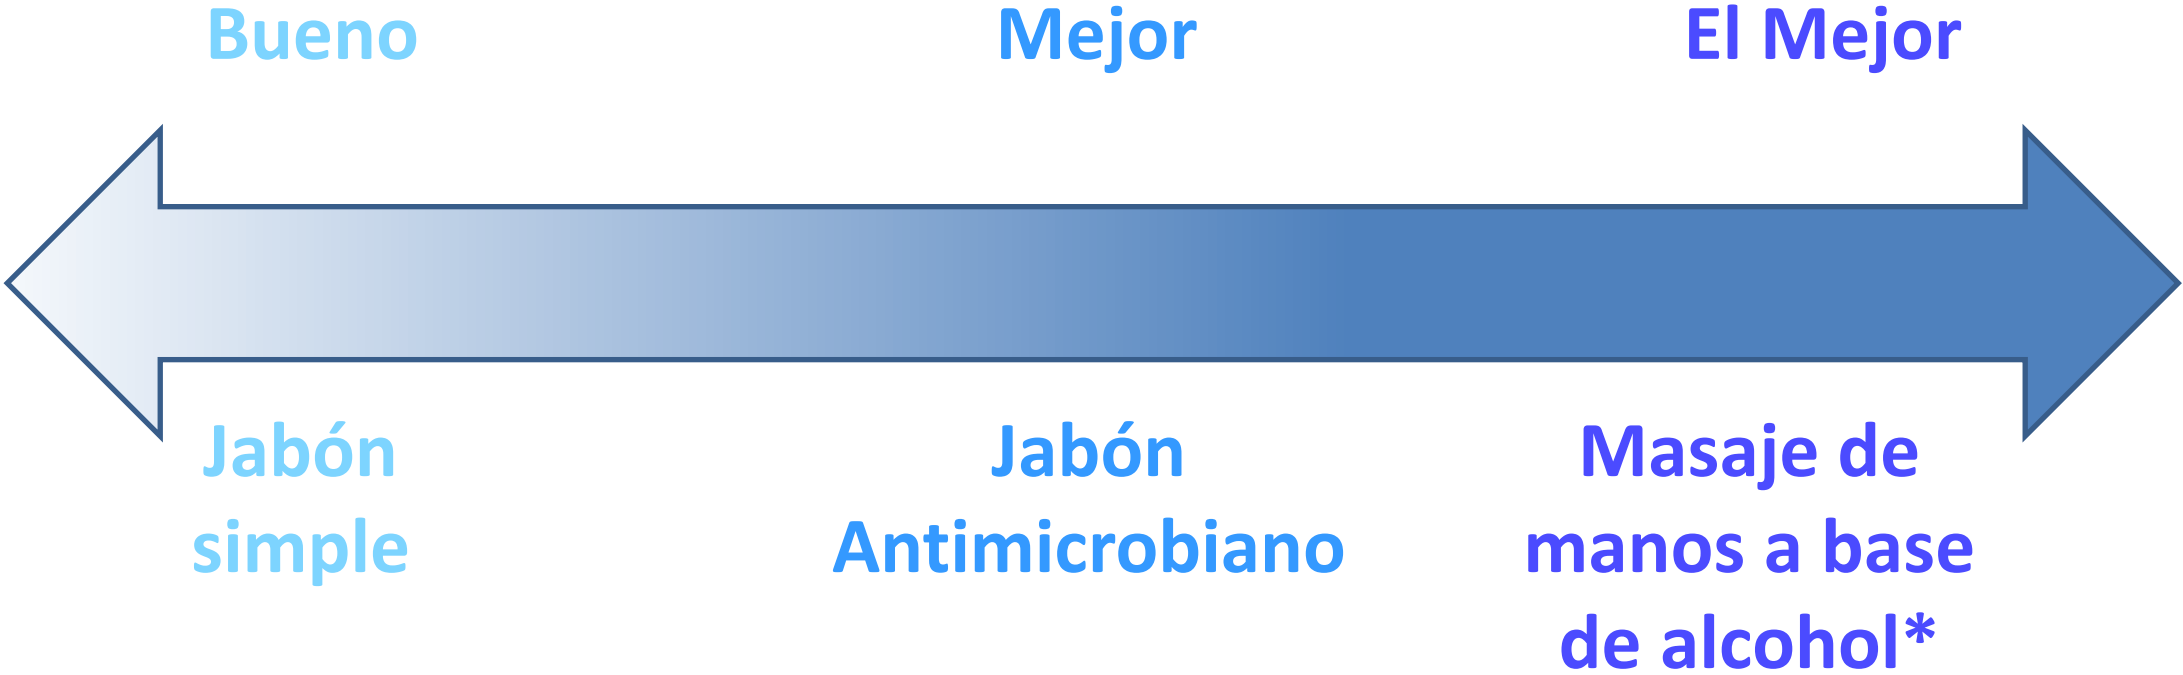 Bueno
Mejor
El Mejor
Jabón
simple
Jabón
Antimicrobiano
Masaje de
manos a base
de alcohol*